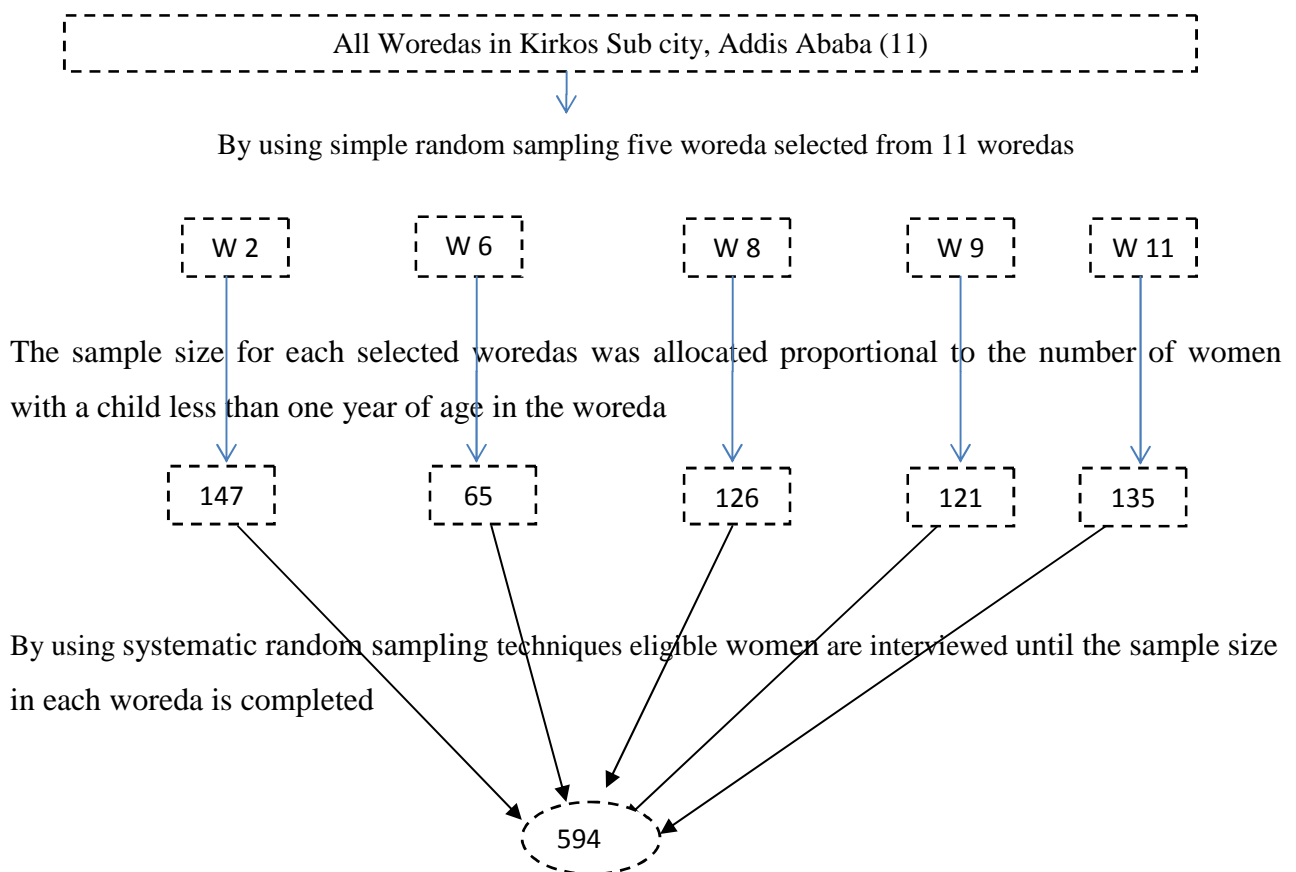 All Woredas in Kirkos Sub city, Addis Ababa (11)
By using simple random sampling five woreda selected from 11 woredas
W 2
W 6
W 8
W 9
W 11
The sample size for each selected woredas was allocated proportional to the number of women
with a child less than one year of age in the woreda
147
65
126
121
135
By using systematic random sampling techniques eligible women are interviewed until the sample size
in each woreda is completed
594